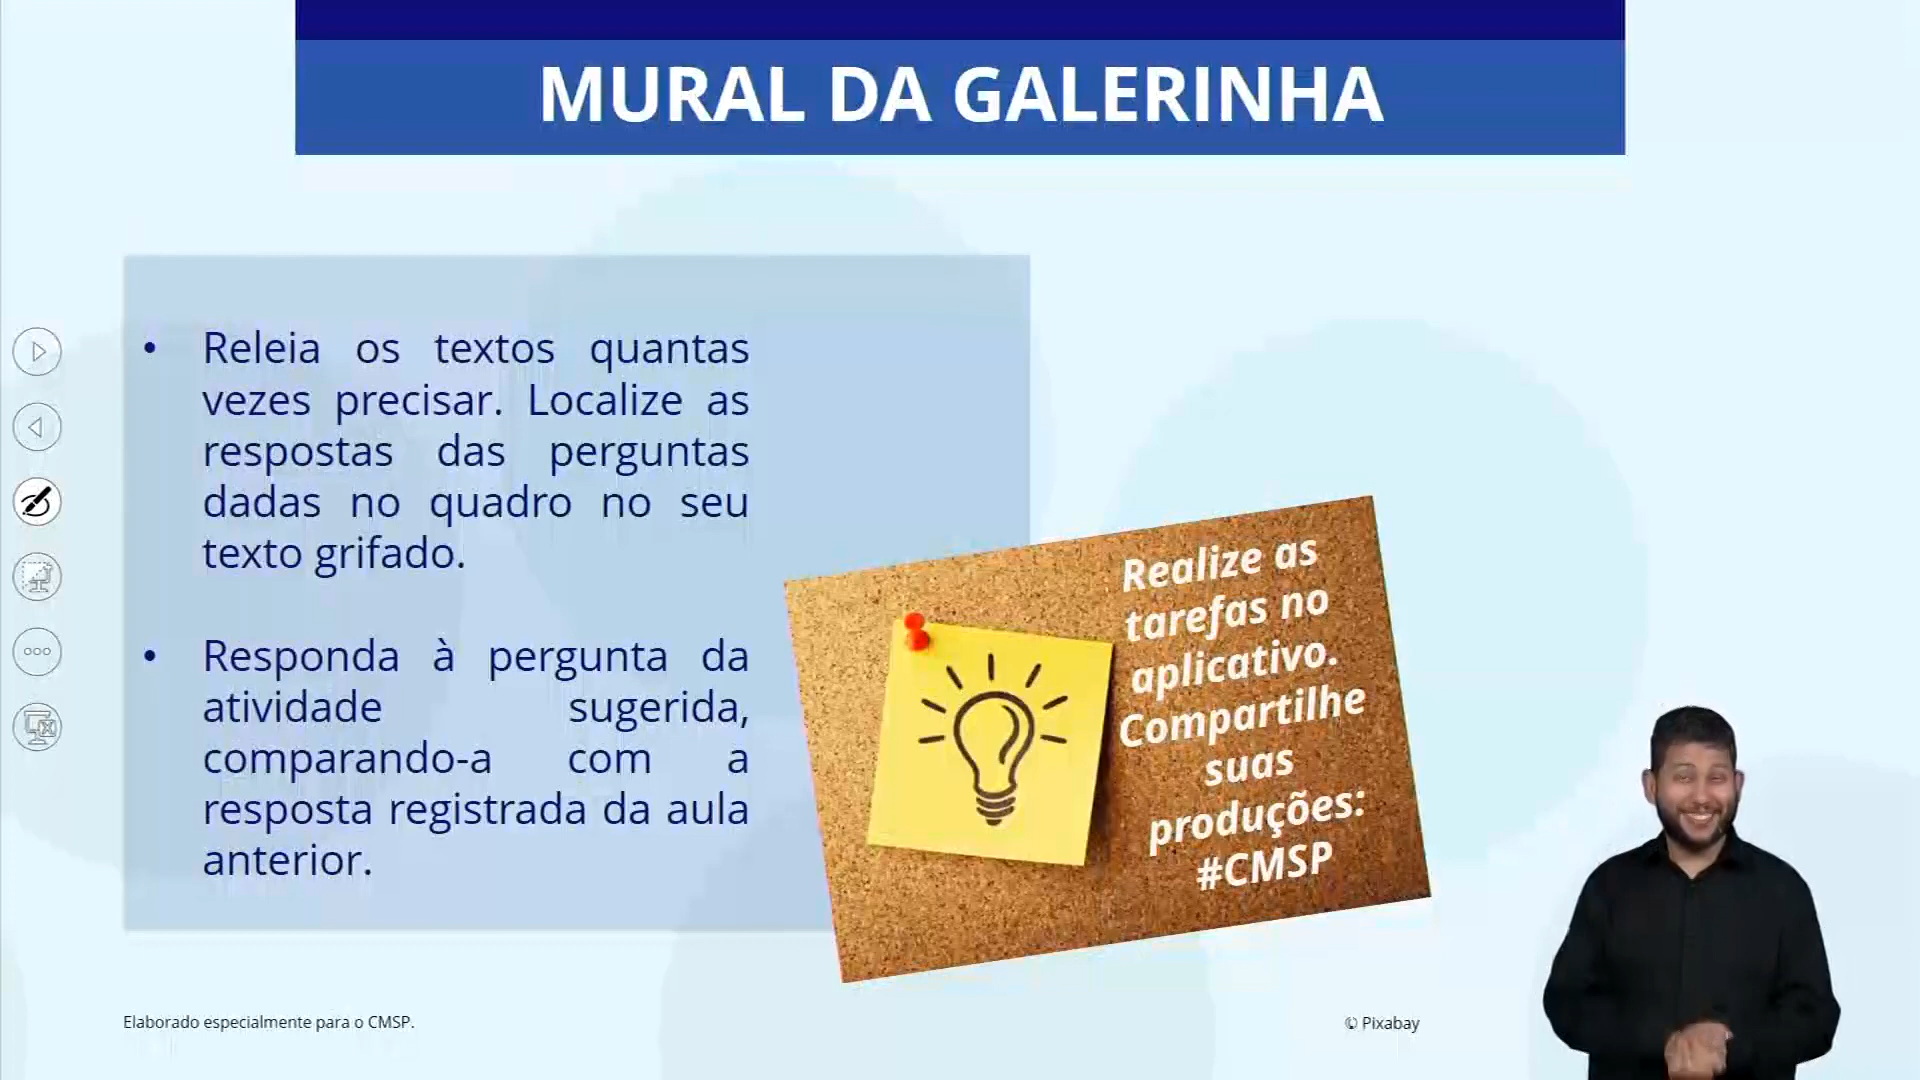 MURAL DA GALERINHA
• Releia os textos quantas
vezes precisar. Localize as
respostas das perguntas
dadas no quadro no seu
texto grifado.
• Responda à pergunta da
atividade sugerida,
comparando-a com a
resposta registrada da aula
anterior.
Realize as
tarefas no
aplicativo.
Compartilhe
suas
produções:
#CMSP
Elaborado especialmente para o CMSP.
© Pixabay